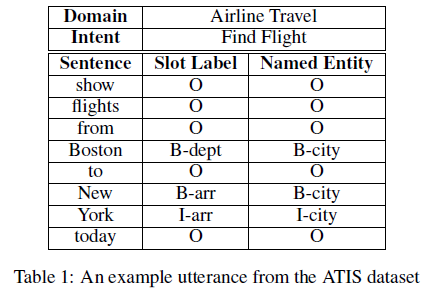 Domain Airline Travel
Intent Find Flight
Sentence Slot Label Named Entity
show O O
flights O O
from O O
Boston B-dept B-city
to O O
New B-arr B-city
York I-arr I-city
today O O
Table 1: An example utterance from the ATIS dataset